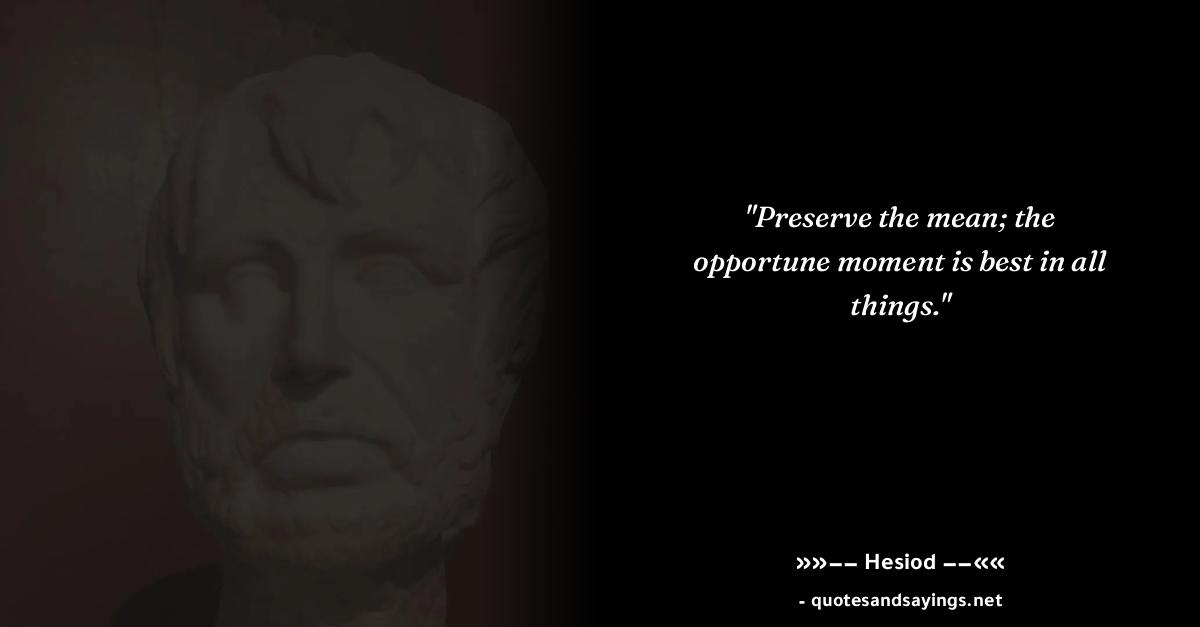 "Preserve the mean; the
opportune moment is best in all
things."
»»−− Hesiod −−««
- quotesandsayings.net